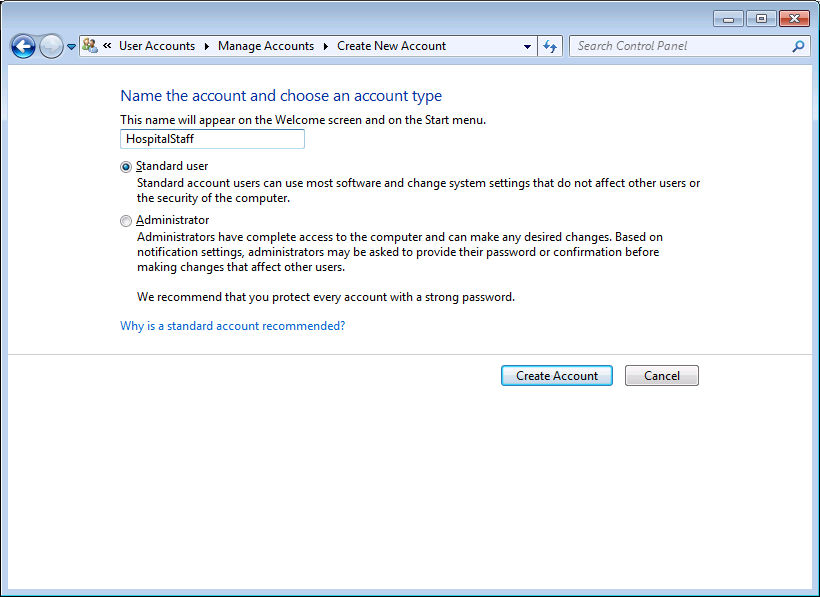 « User Accounts ▸ Manage Accounts ▸ Create New Account
Search Control Panel
Name the account and choose an account type
This name will appear on the Welcome screen and on the Start menu.
HospitalStaff
Standard user
Standard account users can use most software and change system settings that do not affect other users or
the security of the computer.
Administrator
Administrators have complete access to the computer and can make any desired changes. Based on
notification settings, administrators may be asked to provide their password or confirmation before
making changes that affect other users.
We recommend that you protect every account with a strong password.
Why is a standard account recommended?
Create Account
Cancel